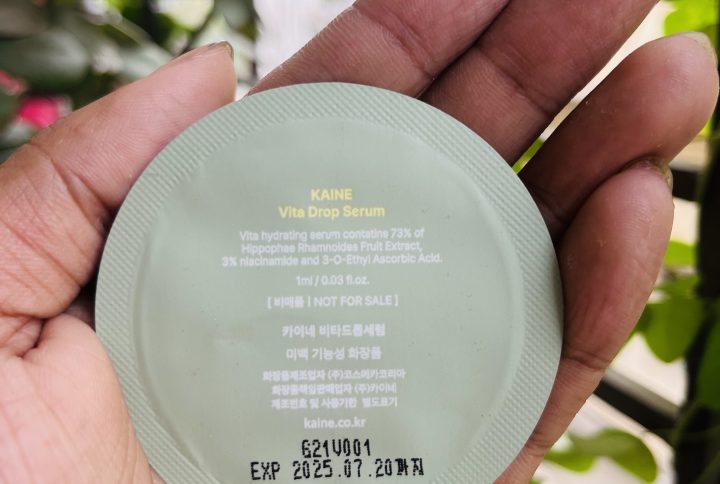 KAINE
Vita Drop Serum
Vita hydrating serum contatins 73% of
Hippophae Rhamnoides Fruit Extract,
3% niacinamide and 3-O-Ethyl Ascorbic Acid.
1ml / 0.03 fl.oz.
[ 비매품 I NOT FOR SALE ]
카이네 비타드롭세럼
미백 기능성 화장품
화장품제조업자 (주)코스메카코리아
화장품책임판매업자 (주)카이네
제조번호 및 사용기한 별도표기
kaine.co.kr
G21V001
EXP 2025.07.20까지